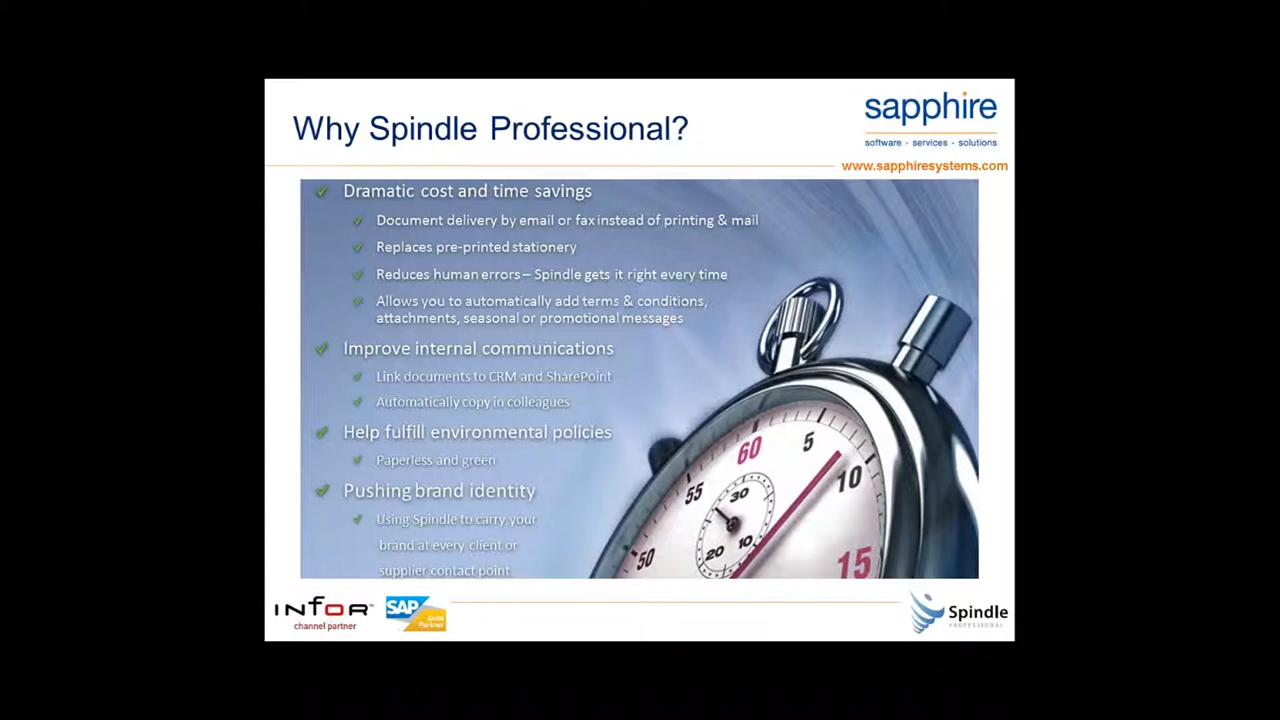 Why Spindle Professional?
sapphire
software - services - solutions
www.sapphiresystems.com
Dramatic cost and time savings
Document delivery by email or fax instead of printing & mail
Replaces pre-printed stationery
Reduces human errors – Spindle gets it right every time
Allows you to automatically add terms & conditions,
attachments, seasonal or promotional messages
Improve internal communications
Link documents to CRM and SharePoint
Automatically copy in colleagues
Help fulfill environmental policies
Paperless and green
Pushing brand identity
Using Spindle to carry your
brand at every client or
supplier contact point
60
5
10
15
55
50
30
20
10
infor™
channel partner
SAP
Gold
Partner
Spindle
PROFESSIONAL